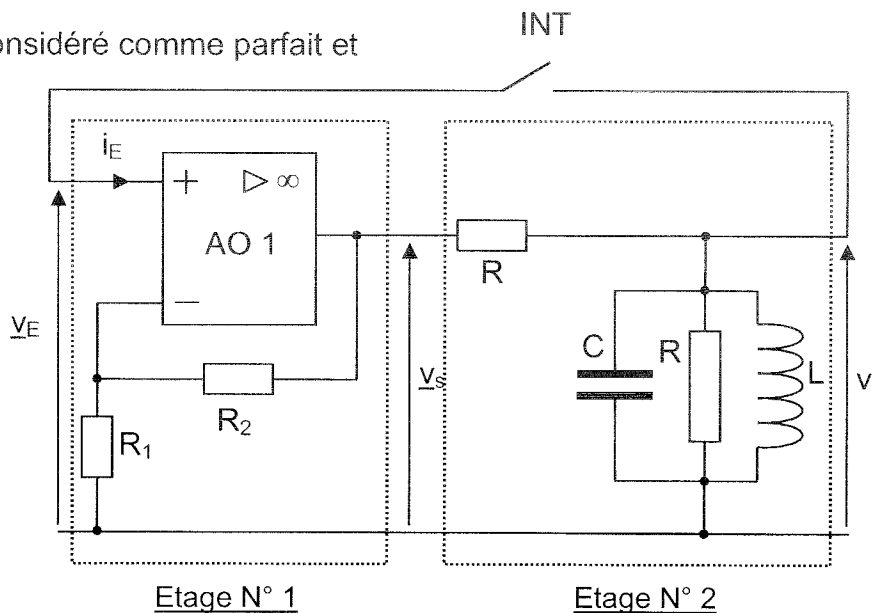 INT
onsidéré comme parfait et
i_E
+ ▷ ∞
AO 1
−
R
v_E
R_2
R_1
v_s
C
R
L
v
Etage N° 1
Etage N° 2